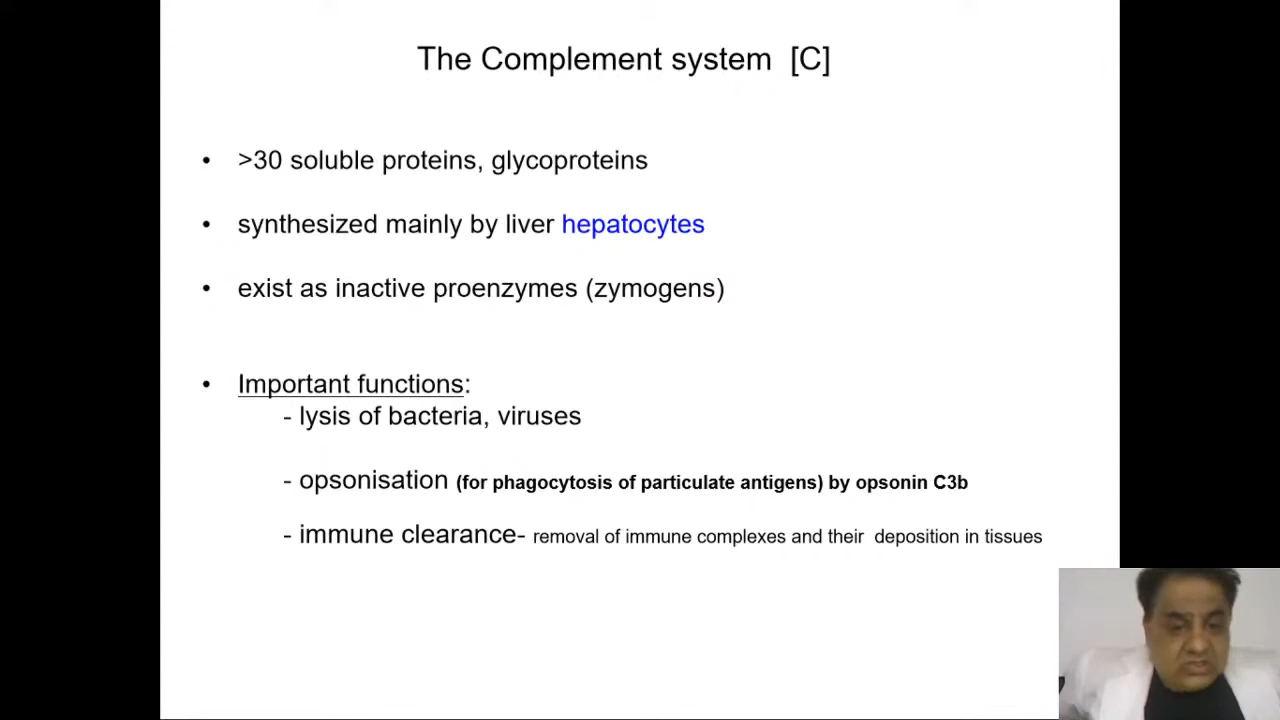 The Complement system [C]
• >30 soluble proteins, glycoproteins
• synthesized mainly by liver hepatocytes
• exist as inactive proenzymes (zymogens)
• Important functions:
- lysis of bacteria, viruses
- opsonisation (for phagocytosis of particulate antigens) by opsonin C3b
- immune clearance- removal of immune complexes and their deposition in tissues